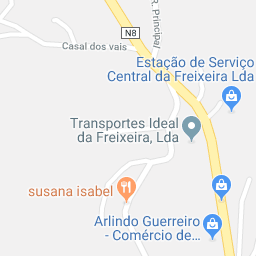 N8
R. Principal
Casal dos vais
Estação de Serviço
Central da Freixeira Lda
Transportes Ideal
da Freixeira, Lda
susana isabel
Arlindo Guerreiro
- Comércio de...